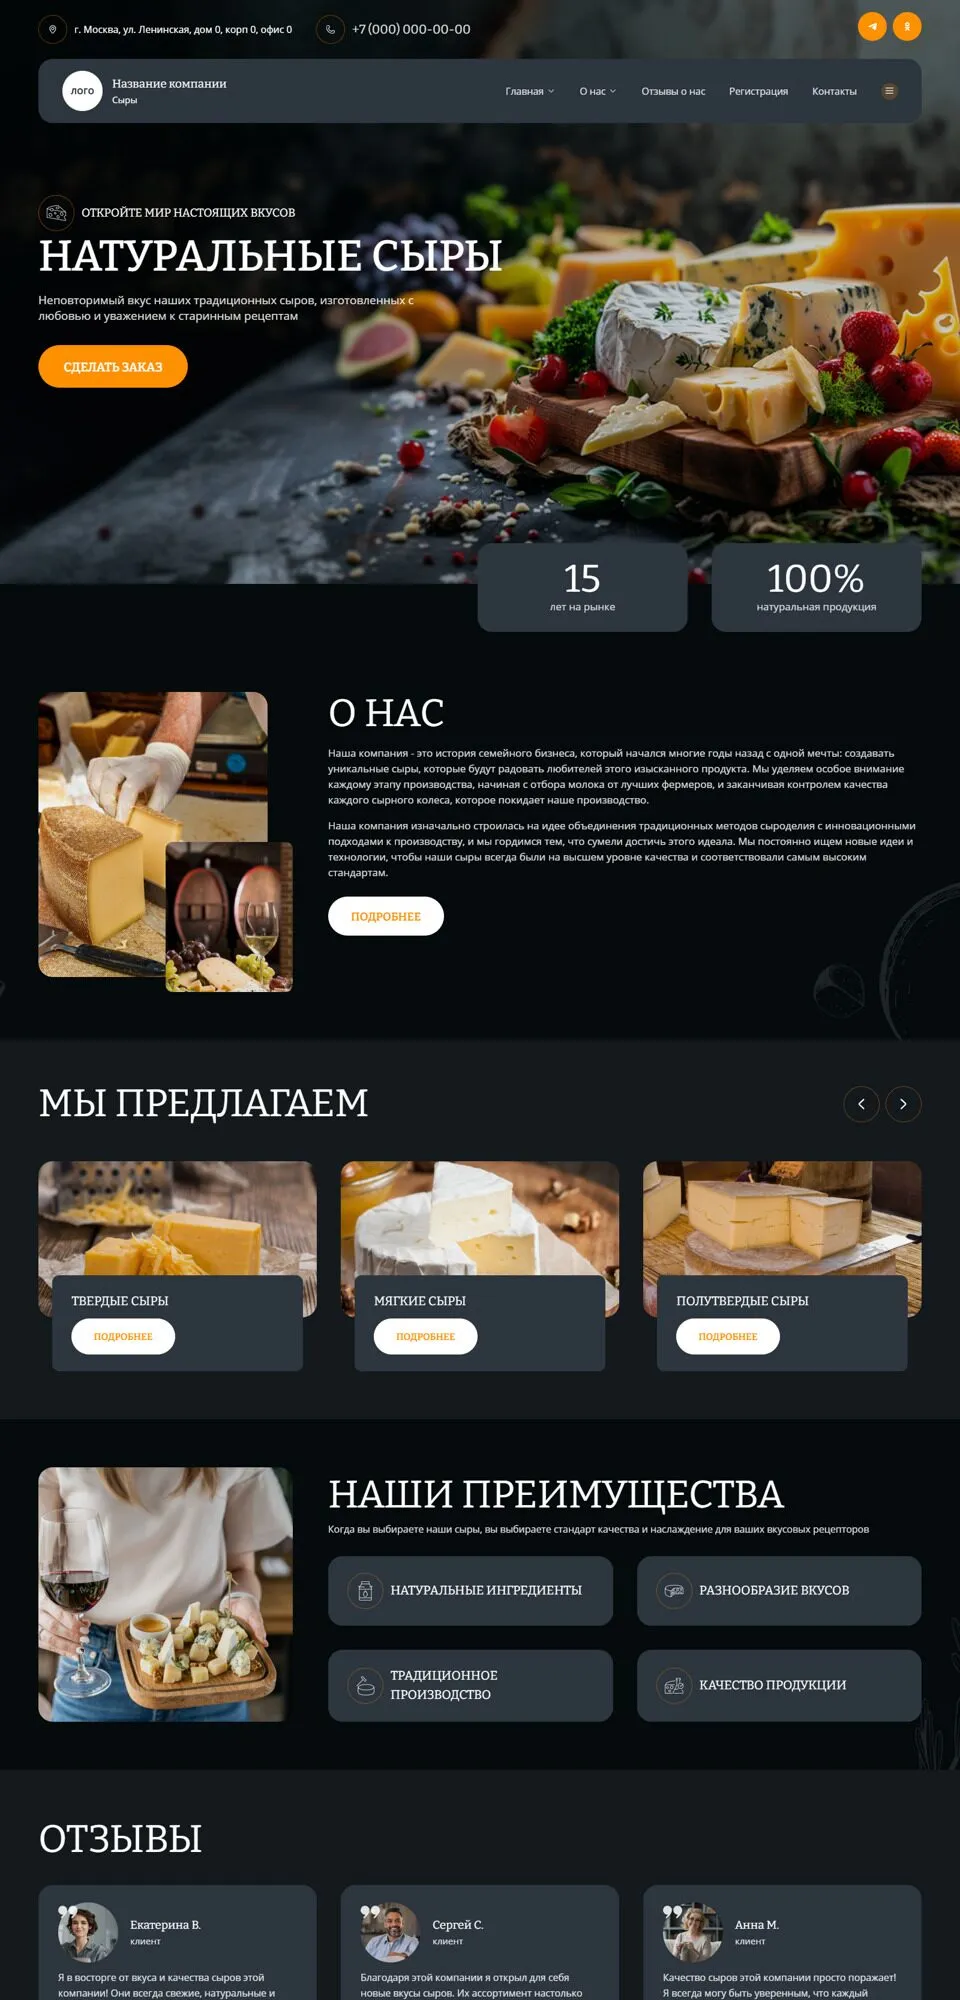 г. Москва, ул. Ленинская, дом 0, корп 0, офис 0
+7 (000) 000-00-00
ЛОГО
Название компании
Сыры
Главная
О нас
Отзывы о нас
Регистрация
Контакты
ОТКРОЙТЕ МИР НАСТОЯЩИХ ВКУСОВ
НАТУРАЛЬНЫЕ СЫРЫ
Неповторимый вкус наших традиционных сыров, изготовленных с
любовью и уважением к старинным рецептам
СДЕЛАТЬ ЗАКАЗ
15
лет на рынке
100%
натуральная продукция
О НАС
Наша компания - это история семейного бизнеса, который начался многие годы назад с одной мечты: создавать
уникальные сыры, которые будут радовать любителей этого изысканного продукта. Мы уделяем особое внимание
каждому этапу производства, начиная с отбора молока от лучших фермеров, и заканчивая контролем качества
каждого сырного колеса, которое покидает наше производство.
Наша компания изначально строилась на идее объединения традиционных методов сыроделия с инновационными
подходами к производству, и мы гордимся тем, что сумели достичь этого идеала. Мы постоянно ищем новые идеи и
технологии, чтобы наши сыры всегда были на высшем уровне качества и соответствовали самым высоким
стандартам.
ПОДРОБНЕЕ
МЫ ПРЕДЛАГАЕМ
ТВЕРДЫЕ СЫРЫ
ПОДРОБНЕЕ
МЯГКИЕ СЫРЫ
ПОДРОБНЕЕ
ПОЛУТВЕРДЫЕ СЫРЫ
ПОДРОБНЕЕ
НАШИ ПРЕИМУЩЕСТВА
Когда вы выбираете наши сыры, вы выбираете стандарт качества и наслаждение для ваших вкусовых рецепторов
НАТУРАЛЬНЫЕ ИНГРЕДИЕНТЫ
РАЗНООБРАЗИЕ ВКУСОВ
ТРАДИЦИОННОЕ
ПРОИЗВОДСТВО
КАЧЕСТВО ПРОДУКЦИИ
ОТЗЫВЫ
Екатерина В.
клиент
Я в восторге от вкуса и качества сыров этой
компании! Они всегда свежие, натуральные и
Сергей С.
клиент
Благодаря этой компании я открыл для себя
новые вкусы сыров. Их ассортимент настолько
Анна М.
клиент
Качество сыров этой компании просто поражает!
Я всегда могу быть уверенным, что каждый